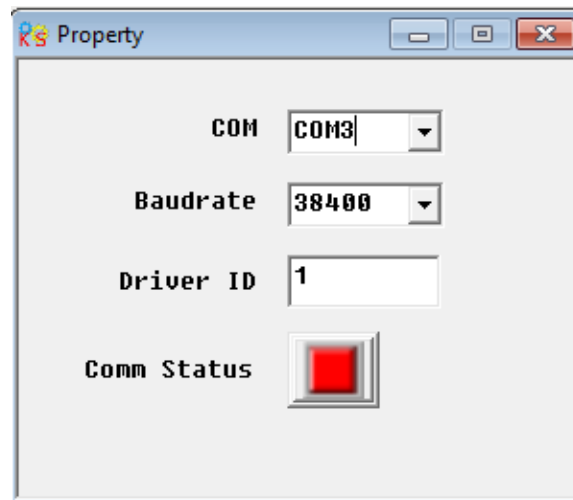 Property
COM COM3
Baudrate 38400
Driver ID 1
Comm Status